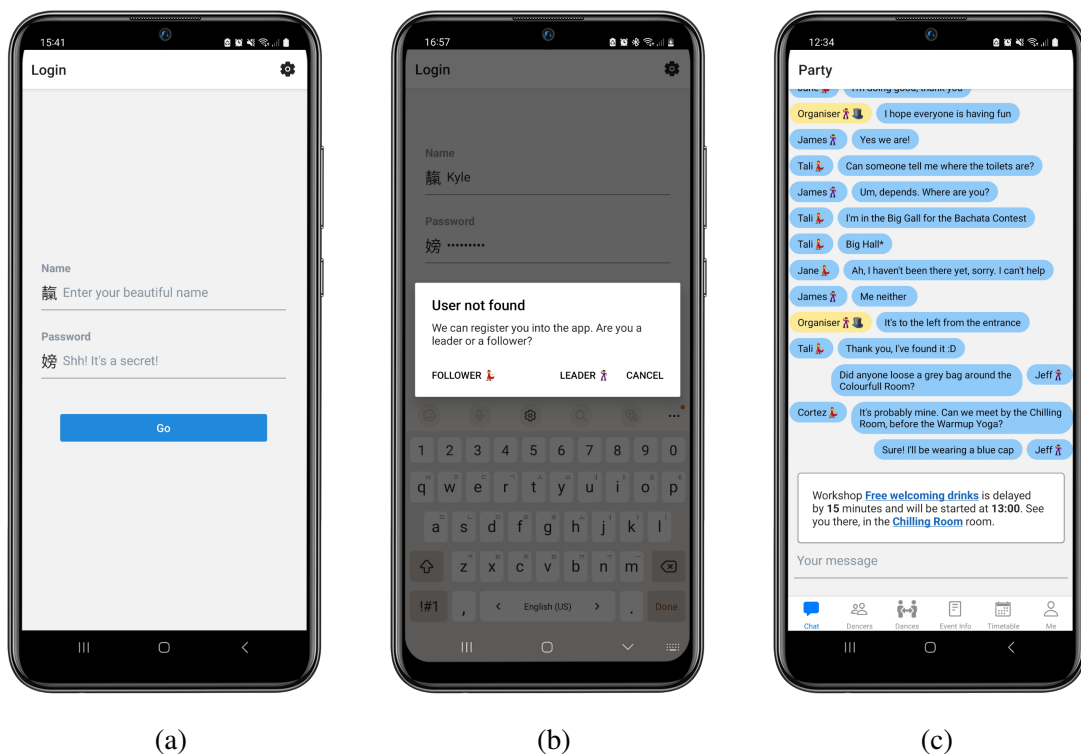 15:41
Login
Name
Enter your beautiful name
Password
Shh! It's a secret!
Go
(a)
16:57
Login
Name
Kyle
Password
•••••••••
User not found
We can register you into the app. Are you a
leader or a follower?
FOLLOWER 💃 LEADER 🕺 CANCEL
1 2 3 4 5 6 7 8 9 0
q w e r t y u i o p
a s d f g h j k l
z x c v b n m
!#1 , < English (US) > . Done
(b)
12:34
Party
Jane 💃 I'm doing good, thank you
Organiser 🕺🎩 I hope everyone is having fun
James 🕺 Yes we are!
Tali 💃 Can someone tell me where the toilets are?
James 🕺 Um, depends. Where are you?
Tali 💃 I'm in the Big Gall for the Bachata Contest
Tali 💃 Big Hall*
Jane 💃 Ah, I haven't been there yet, sorry. I can't help
James 🕺 Me neither
Organiser 🕺🎩 It's to the left from the entrance
Tali 💃 Thank you, I've found it :D
Did anyone loose a grey bag around the Jeff 🕺
Colourfull Room?
Cortez 💃 It's probably mine. Can we meet by the Chilling
Room, before the Warmup Yoga?
Sure! I'll be wearing a blue cap Jeff 🕺
Workshop Free welcoming drinks is delayed
by 15 minutes and will be started at 13:00. See
you there, in the Chilling Room room.
Your message
Chat Dancers Dances Event Info Timetable Me
(c)